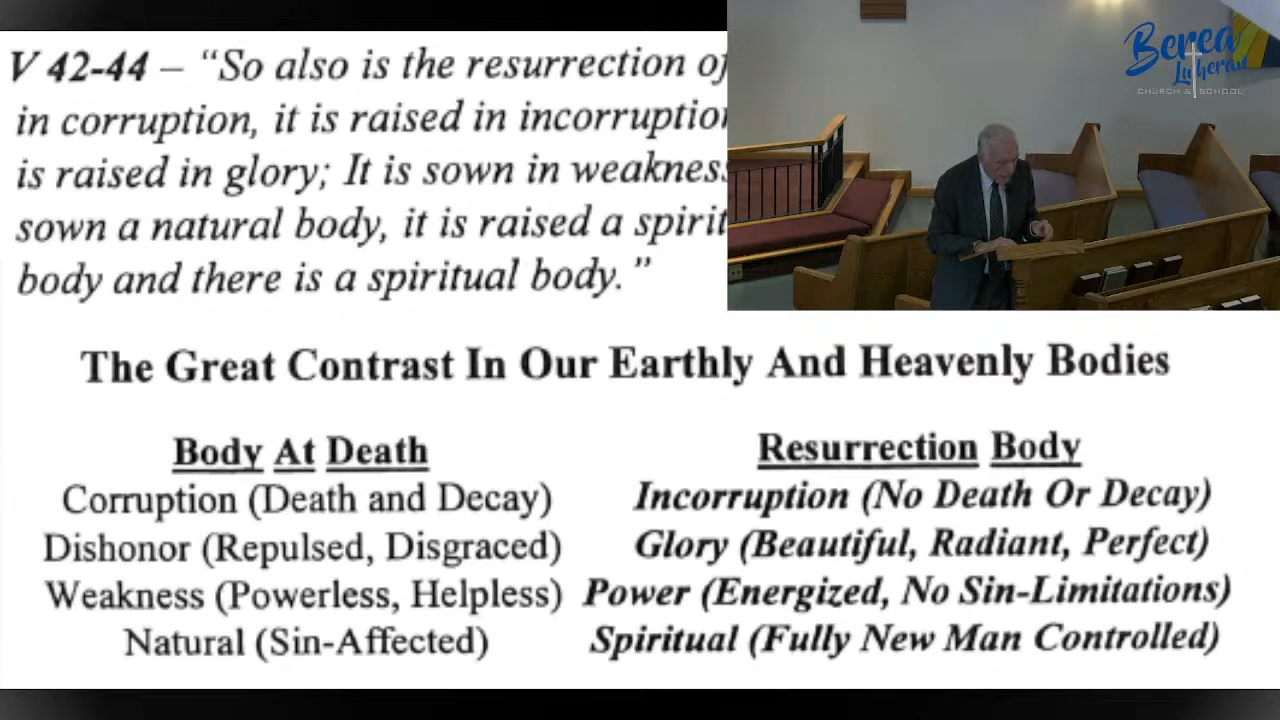 V 42-44 – “So also is the resurrection of
in corruption, it is raised in
is raised in glory; It is sown in
sown a natural body, it is raised a
body and there is a spiritual body.”
Berea
Lutheran
CHURCH & SCHOOL
The Great Contrast In Our Earthly And Heavenly Bodies
Body At Death
Corruption (Death and Decay)
Dishonor (Repulsed, Disgraced)
Weakness (Powerless, Helpless)
Natural (Sin-Affected)
Resurrection Body
Incorruption (No Death Or Decay)
Glory (Beautiful, Radiant, Perfect)
Power (Energized, No Sin-Limitations)
Spiritual (Fully New Man Controlled)